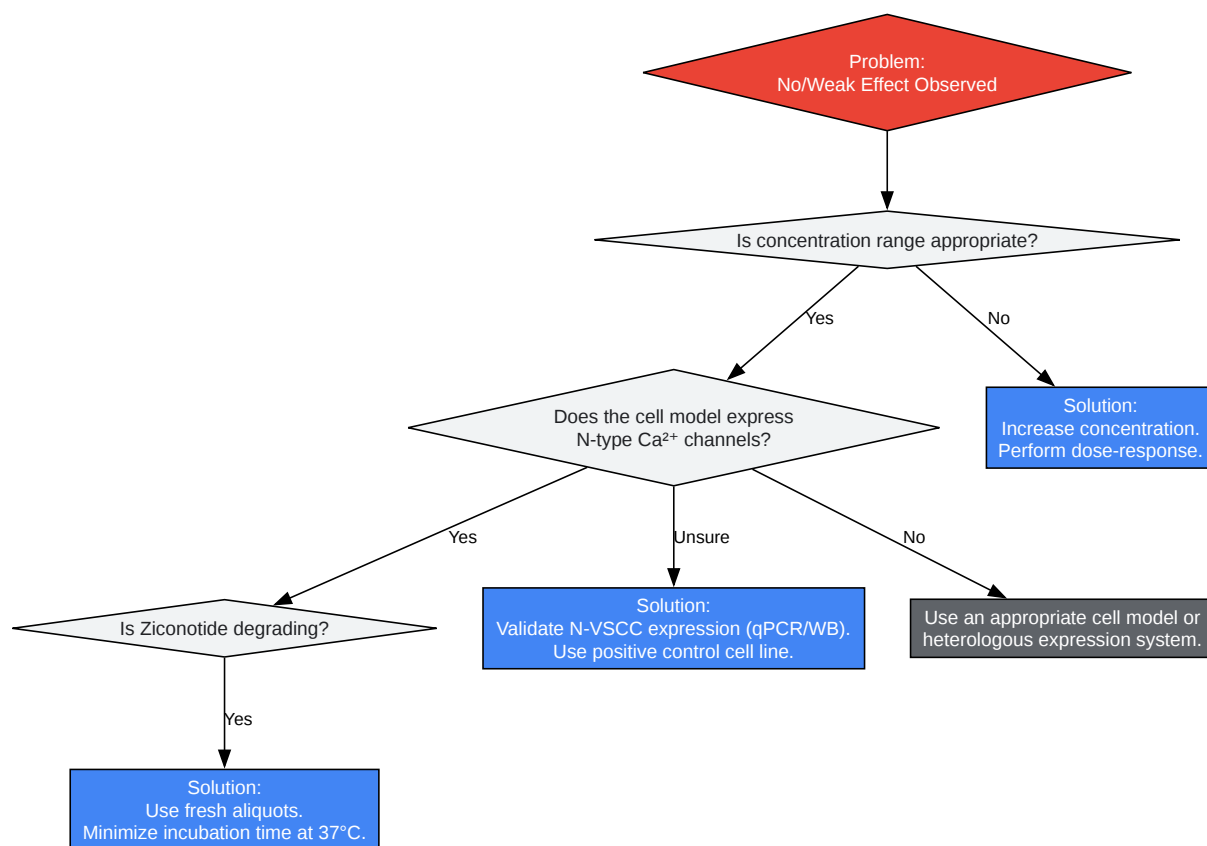 Problem:
No/Weak Effect Observed
Is concentration range appropriate?
Yes
No
Does the cell model express
N-type Ca²⁺ channels?
Solution:
Increase concentration.
Perform dose-response.
Yes
Unsure
No
Is Ziconotide degrading?
Solution:
Validate N-VSCC expression (qPCR/WB).
Use positive control cell line.
Use an appropriate cell model or
heterologous expression system.
Yes
Solution:
Use fresh aliquots.
Minimize incubation time at 37°C.